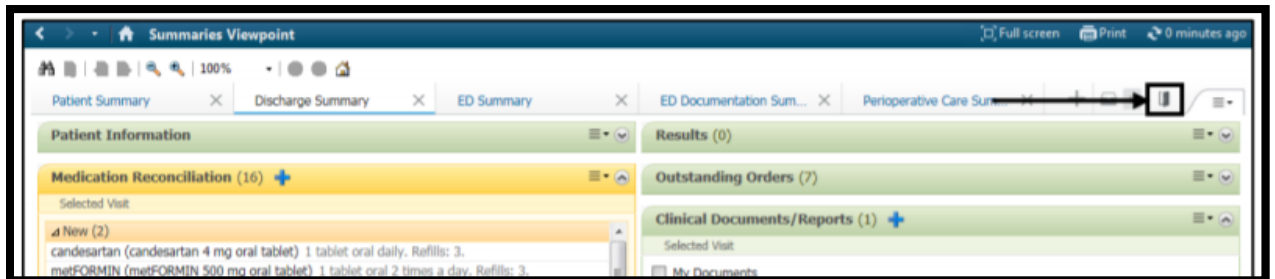 Summaries Viewpoint
Full screen
Print
0 minutes ago
100%
Patient Summary
Discharge Summary
ED Summary
ED Documentation Sum...
Perioperative Care Sum...
Patient Information
Results (0)
Medication Reconciliation (16)
Outstanding Orders (7)
Selected Visit
Clinical Documents/Reports (1)
New (2)
Selected Visit
candesartan (candesartan 4 mg oral tablet) 1 tablet oral daily. Refills: 3.
metFORMIN (metFORMIN 500 mg oral tablet) 1 tablet oral 2 times a day. Refills: 3.
My Documents